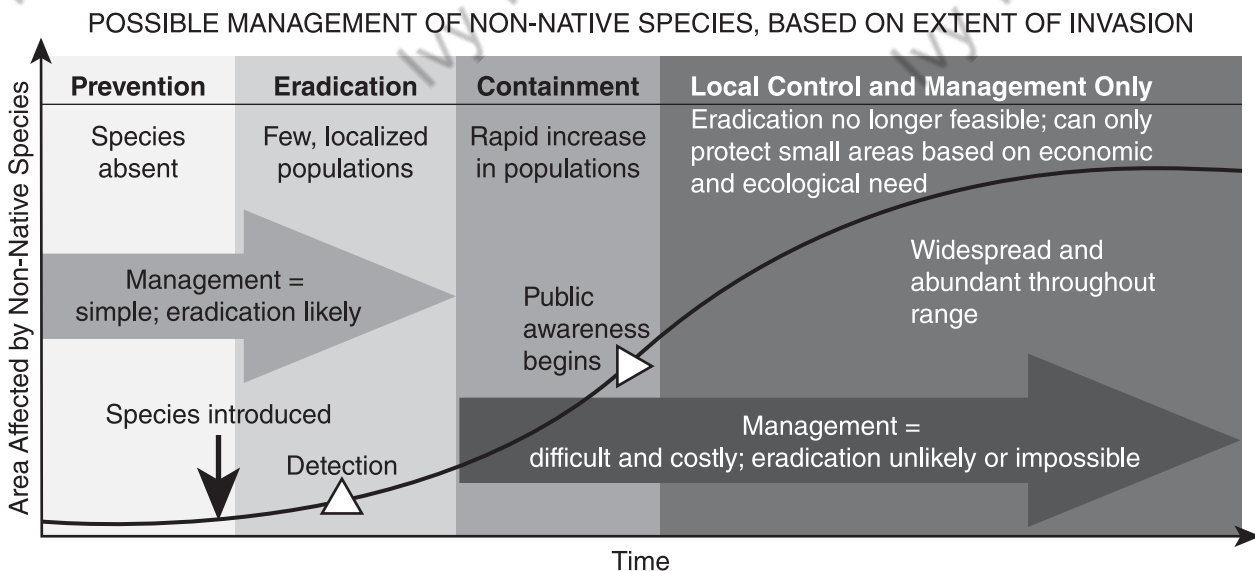 POSSIBLE MANAGEMENT OF NON-NATIVE SPECIES, BASED ON EXTENT OF INVASION
Ivy
Ivy
Prevention
Species
absent
Eradication
Few, localized
populations
Containment
Rapid increase
in populations
Local Control and Management Only
Eradication no longer feasible; can only
protect small areas based on economic
and ecological need
Management =
simple; eradication likely
Public
awareness
begins
Widespread and
abundant throughout
range
Species introduced
Detection
Management =
difficult and costly; eradication unlikely or impossible
Area Affected by Non-Native Species
Time